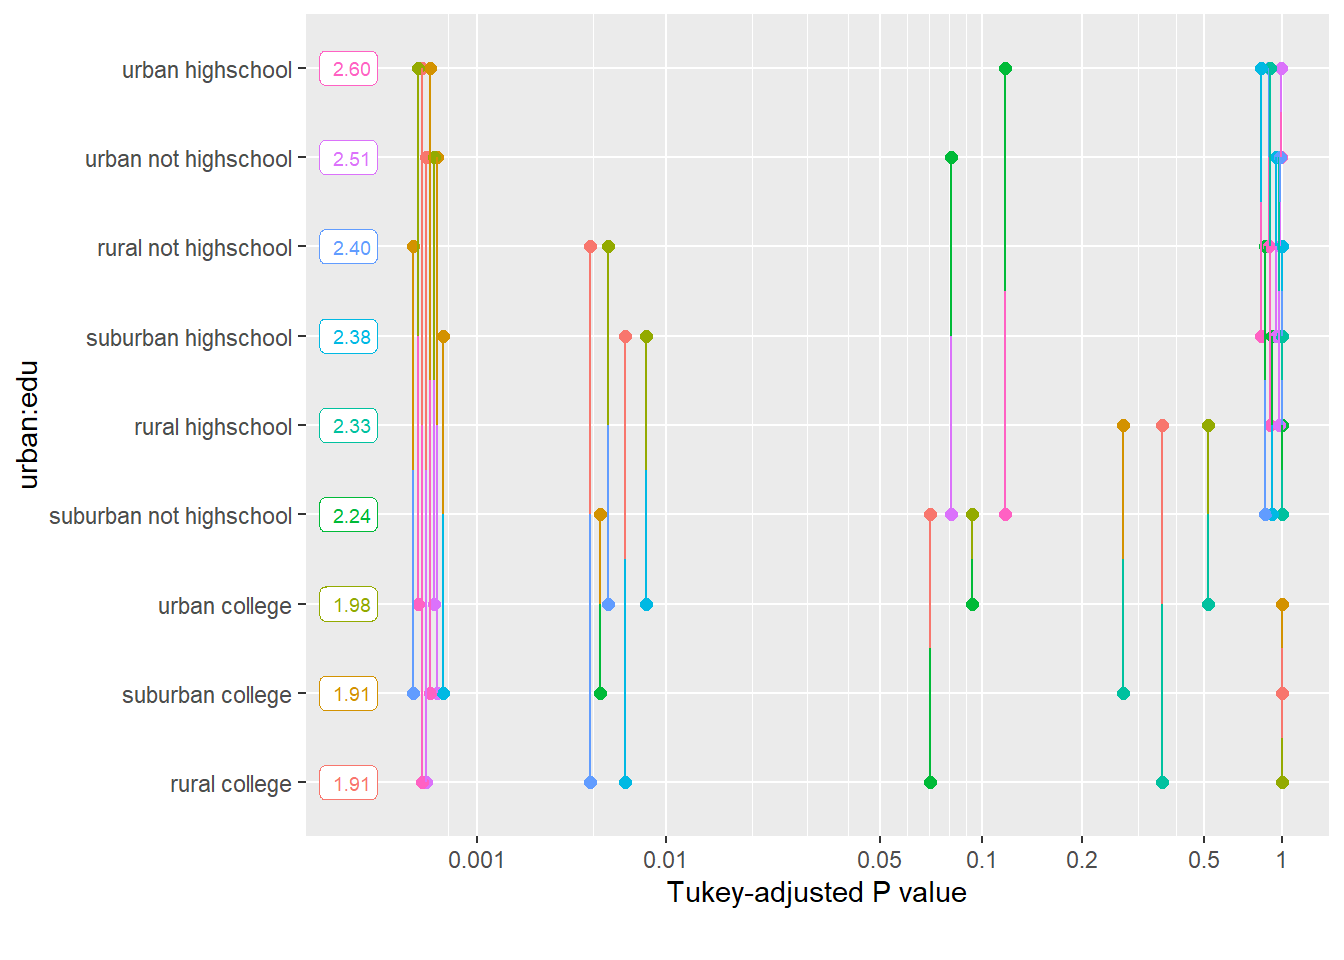 urban highschool 2.60
urban not highschool 2.51
rural not highschool 2.40
suburban highschool 2.38
rural highschool 2.33
suburban not highschool 2.24
urban college 1.98
suburban college 1.91
rural college 1.91
urban:edu
0.001 0.01 0.05 0.1 0.2 0.5 1
Tukey-adjusted P value